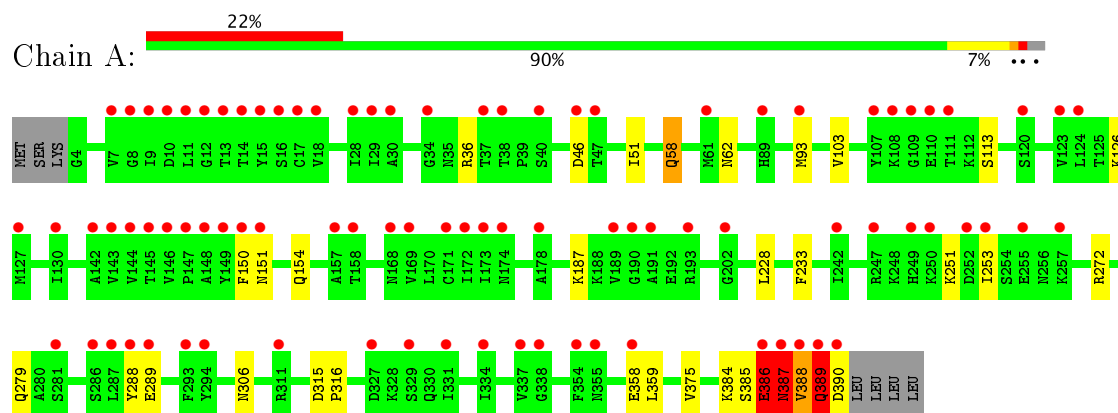 22%
Chain A:
90% 7% •• •
MET SER LYS G4 V7 G8 I9 D10 L11 G12 T13 T14 Y15 S16 C17 V18 I28 I29 A30 G34 N35 R36 T37 T38 P39 S40 D46 T47 I51 Q58 M61 N62 H89 M93 V103 Y107 K108 G109 E110 T111 K112 S113 S120 V123 L124 T125 K126
M127 I130 A142 V143 V144 T145 V146 P147 A148 Y149 F150 N151 Q154 A157 T158 N168 V169 L170 C171 I172 I173 N174 A178 K187 K188 V189 G190 A191 E192 R193 G202 L228 F233 I242 R247 K248 H249 K250 K251 D252 I253 S254 E255 N256 K257 R272
Q279 A280 S281 S286 L287 Y288 E289 F293 Y294 N306 R311 D315 P316 D327 K328 S329 Q330 I331 I334 V337 G338 F354 N355 E358 L359 V375 K384 S385 E386 N387 V388 Q389 D390 LEU LEU LEU LEU